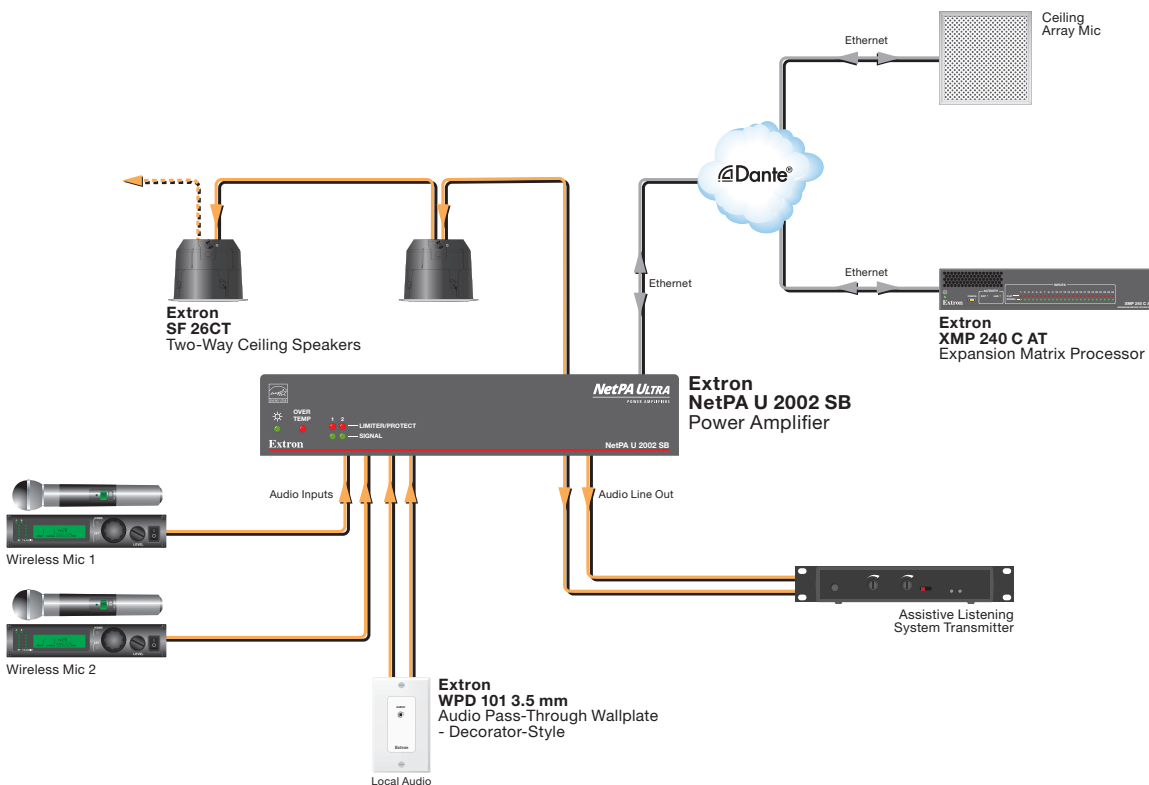 Ceiling
Array Mic
Ethernet
Dante®
Ethernet
Ethernet
Extron
SF 26CT
Two-Way Ceiling Speakers
INPUTS
Extron
XMP 240 C AT
Expansion Matrix Processor
NetPA ULTRA
POWER AMPLIFIER
OVER
TEMP
1 2
LIMITER/PROTECT
SIGNAL
Extron
NetPA U 2002 SB
Extron
NetPA U 2002 SB
Power Amplifier
Audio Inputs
Audio Line Out
LEVEL
Wireless Mic 1
LEVEL
Wireless Mic 2
Assistive Listening
System Transmitter
Extron
Extron
WPD 101 3.5 mm
Audio Pass-Through Wallplate
- Decorator-Style
Local Audio